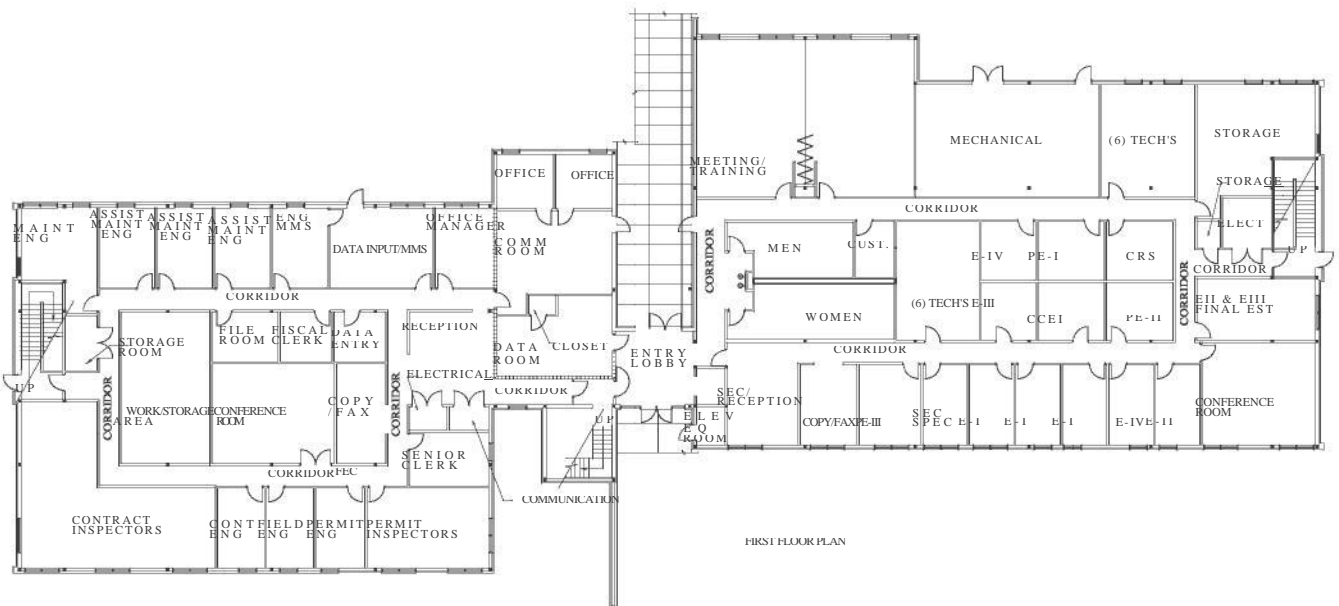 MEETING/
TRAINING
MECHANICAL
(6) TECH'S
STORAGE
OFFICE
OFFICE
STORAGE
MAINT
ENG
ASSIST
MAINT
ENG
ASSIST
MAINT
ENG
ASSIST
MAINT
ENG
ENG
MMS
DATA INPUT/MMS
OFFICE
MANAGER
COMM
ROOM
CORRIDOR
ELECT
CORRIDOR
MEN
CUST.
E-IV
PE-I
CRS
CORRIDOR
UP
CORRIDOR
CORRIDOR
(6) TECH'S E-III
EII & EIII
FINAL EST
WOMEN
CCEI
PE-II
STORAGE
ROOM
FILE
ROOM
FISCAL
CLERK
DATA
ENTRY
RECEPTION
DATA
ROOM
CLOSET
ENTRY
LOBBY
CORRIDOR
UP
ELECTRICAL
CORRIDOR
CORRIDOR
WORK/STORAGE
AREA
CONFERENCE
ROOM
COPY
/FAX
CORRIDOR
UP
ELEV
EQ
ROOM
SEC/
RECEPTION
COPY/FAX
PE-III
SEC
SPEC
E-I
E-I
E-I
E-IV
E-II
CONFERENCE
ROOM
SENIOR
CLERK
CORRIDOR
FEC
COMMUNICATION
CONTRACT
INSPECTORS
CONT
ENG
FIELD
ENG
PERMIT
ENG
PERMIT
INSPECTORS
FIRST FLOOR PLAN